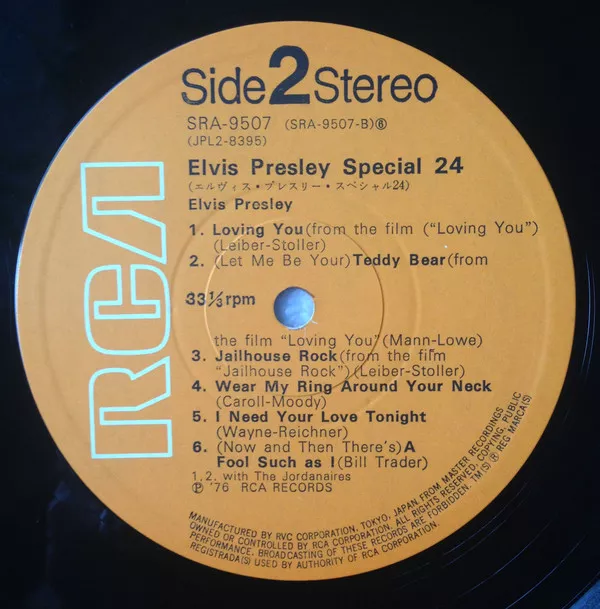 Side 2 Stereo
SRA-9507 (SRA-9507-B)⑥
(JPL2-8395)
Elvis Presley Special 24
(エルヴィス・プレスリー・スペシャル24)
Elvis Presley
1. Loving You(from the film ("Loving You")
(Leiber-Stoller)
2. (Let Me Be Your)Teddy Bear(from
33⅓rpm
the film "Loving You"(Mann-Lowe)
3. Jailhouse Rock(from the film
"Jailhouse Rock")(Leiber-Stoller)
4. Wear My Ring Around Your Neck
(Caroll-Moody)
5. I Need Your Love Tonight
(Wayne-Reichner)
6. (Now and Then There's)A
Fool Such as I(Bill Trader)
1, 2. with The Jordanaires
Ⓟ '76 RCA RECORDS
RCA
MANUFACTURED BY RVC CORPORATION, TOKYO, JAPAN, FROM MASTER RECORDINGS
OWNED OR CONTROLLED BY RCA CORPORATION. ALL RIGHTS RESERVED, COPYING, PUBLIC
PERFORMANCE, BROADCASTING OF THESE RECORDS ARE FORBIDDEN. TM(S)® REG MARCA(S)
REGISTRADA(S) USED BY AUTHORITY OF RCA CORPORATION.